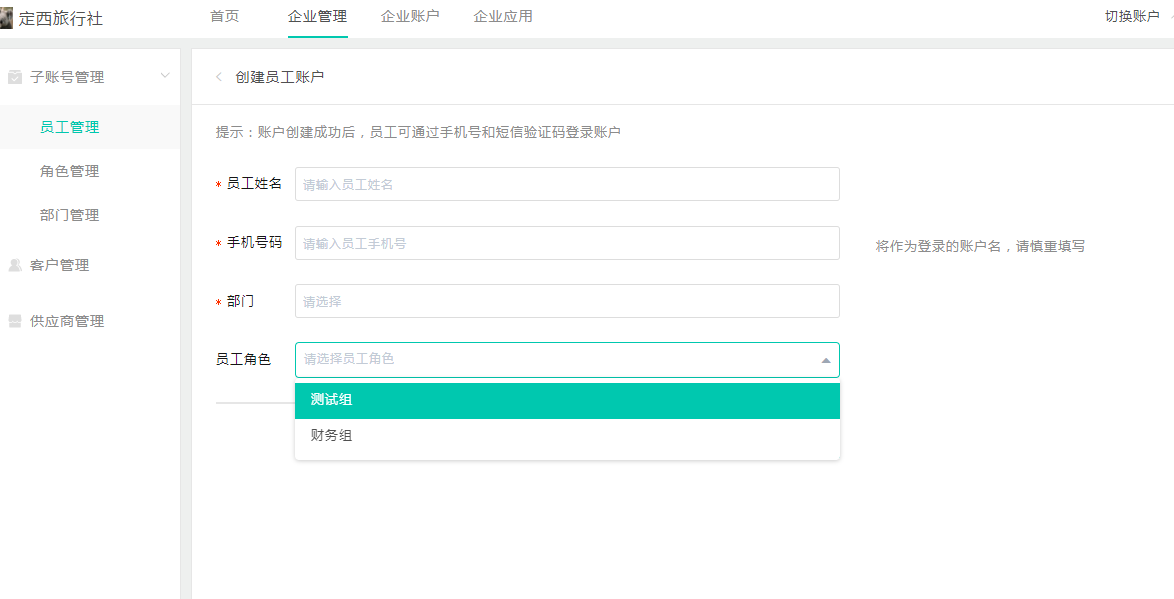 定西旅行社
首页
企业管理
企业账户
企业应用
切换账户
子账号管理
员工管理
角色管理
部门管理
客户管理
供应商管理
创建员工账户
提示：账户创建成功后，员工可通过手机号和短信验证码登录账户
* 员工姓名
请输入员工姓名
* 手机号码
请输入员工手机号
将作为登录的账户名，请慎重填写
* 部门
请选择
员工角色
请选择员工角色
测试组
财务组